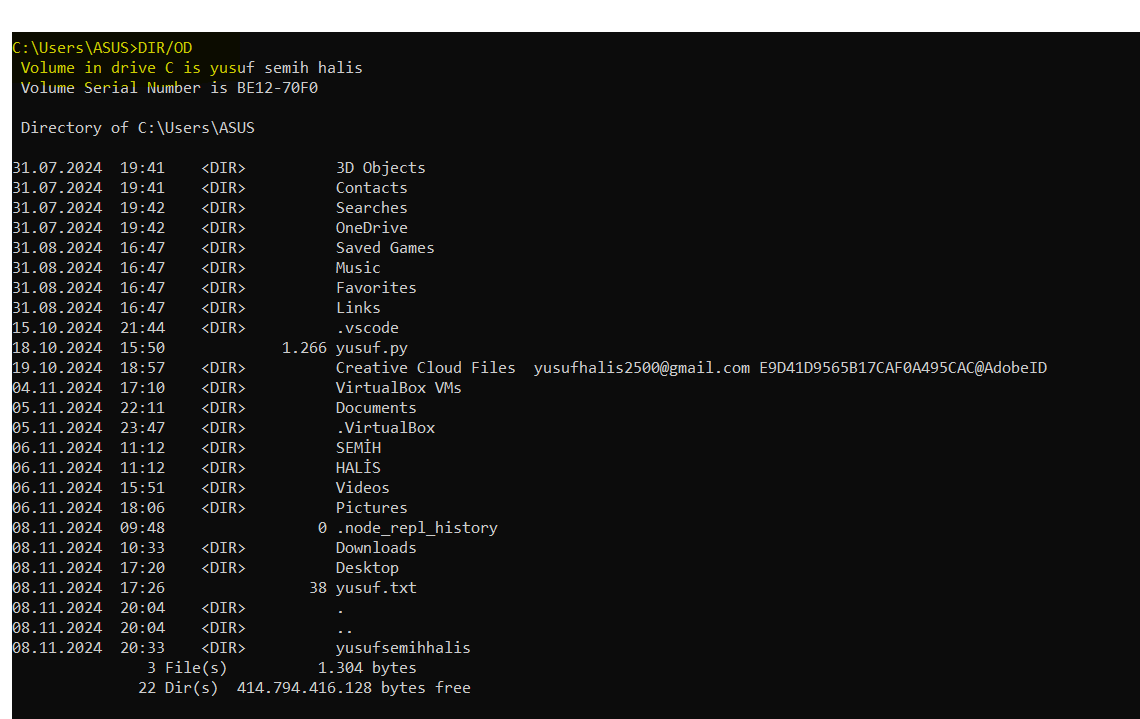 C:\Users\ASUS>DIR/OD
Volume in drive C is yusuf semih halis
Volume Serial Number is BE12-70F0
Directory of C:\Users\ASUS
31.07.2024  19:41    <DIR>          3D Objects
31.07.2024  19:41    <DIR>          Contacts
31.07.2024  19:42    <DIR>          Searches
31.07.2024  19:42    <DIR>          OneDrive
31.08.2024  16:47    <DIR>          Saved Games
31.08.2024  16:47    <DIR>          Music
31.08.2024  16:47    <DIR>          Favorites
31.08.2024  16:47    <DIR>          Links
15.10.2024  21:44    <DIR>          .vscode
18.10.2024  15:50             1.266 yusuf.py
19.10.2024  18:57    <DIR>          Creative Cloud Files  yusufhalis2500@gmail.com E9D41D9565B17CAF0A495CAC@AdobeID
04.11.2024  17:10    <DIR>          VirtualBox VMs
05.11.2024  22:11    <DIR>          Documents
05.11.2024  23:47    <DIR>          .VirtualBox
06.11.2024  11:12    <DIR>          SEMİH
06.11.2024  11:12    <DIR>          HALİS
06.11.2024  15:51    <DIR>          Videos
06.11.2024  18:06    <DIR>          Pictures
08.11.2024  09:48                 0 .node_repl_history
08.11.2024  10:33    <DIR>          Downloads
08.11.2024  17:20    <DIR>          Desktop
08.11.2024  17:26                38 yusuf.txt
08.11.2024  20:04    <DIR>          .
08.11.2024  20:04    <DIR>          ..
08.11.2024  20:33    <DIR>          yusufsemihhalis
3 File(s)          1.304 bytes
22 Dir(s)  414.794.416.128 bytes free